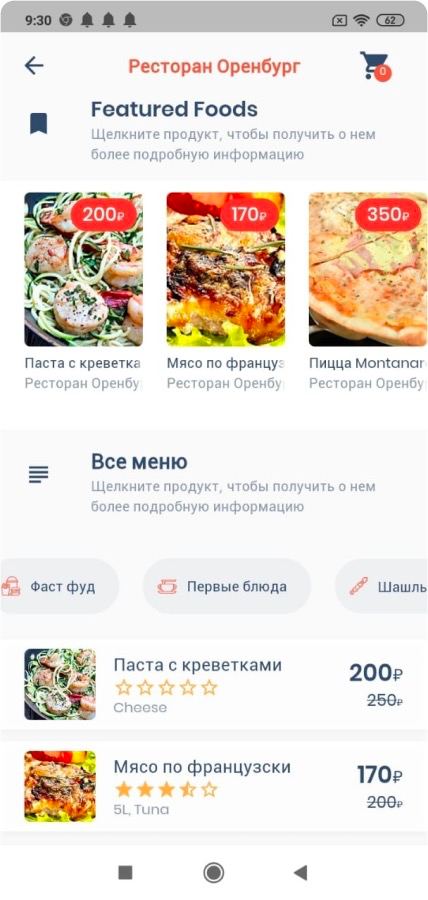 9:30
62
Ресторан Оренбург
0
Featured Foods
Щелкните продукт, чтобы получить о нем
более подробную информацию
200₽
170₽
350₽
Паста с креветка
Мясо по француз
Пицца Montanar
Ресторан Оренбу
Ресторан Оренбу
Ресторан Оренбу
Все меню
Щелкните продукт, чтобы получить о нем
более подробную информацию
Фаст фуд
Первые блюда
Шашль
Паста с креветками
200₽
250₽
Cheese
Мясо по французски
170₽
200₽
5L, Tuna